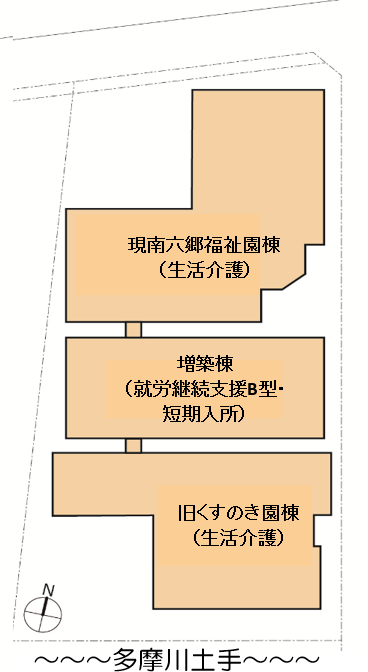 現南六郷福祉園棟
（生活介護）
増築棟
（就労継続支援B型・
短期入所）
旧くすのき園棟
（生活介護）
N
～～～多摩川土手～～～